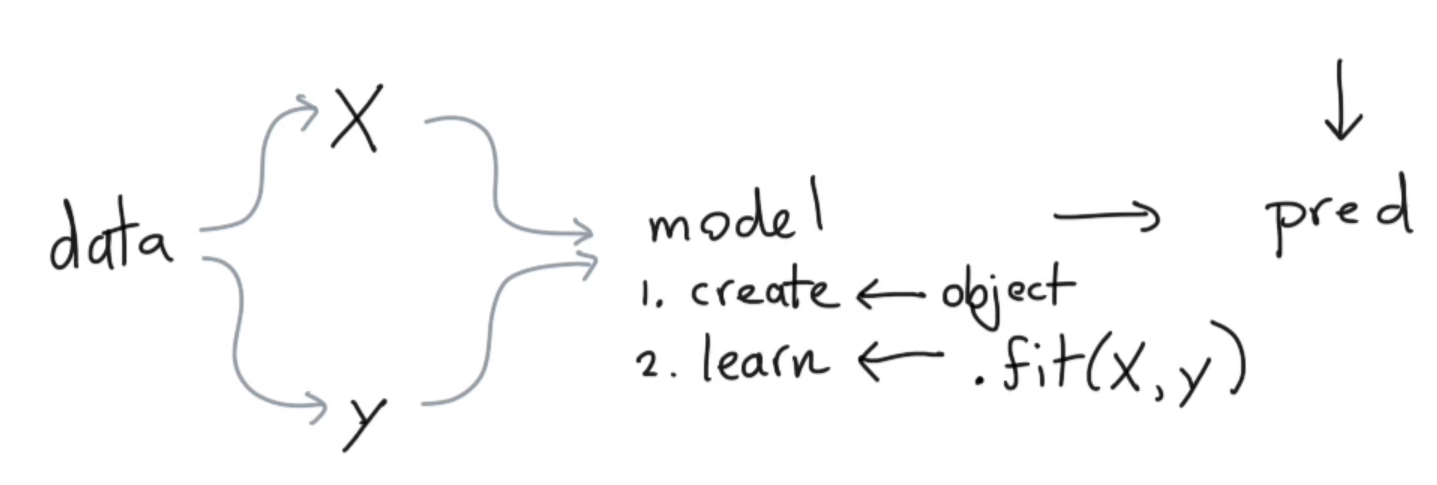 X
data
model
pred
1. create ← object
2. learn ← .fit(X, y)
y